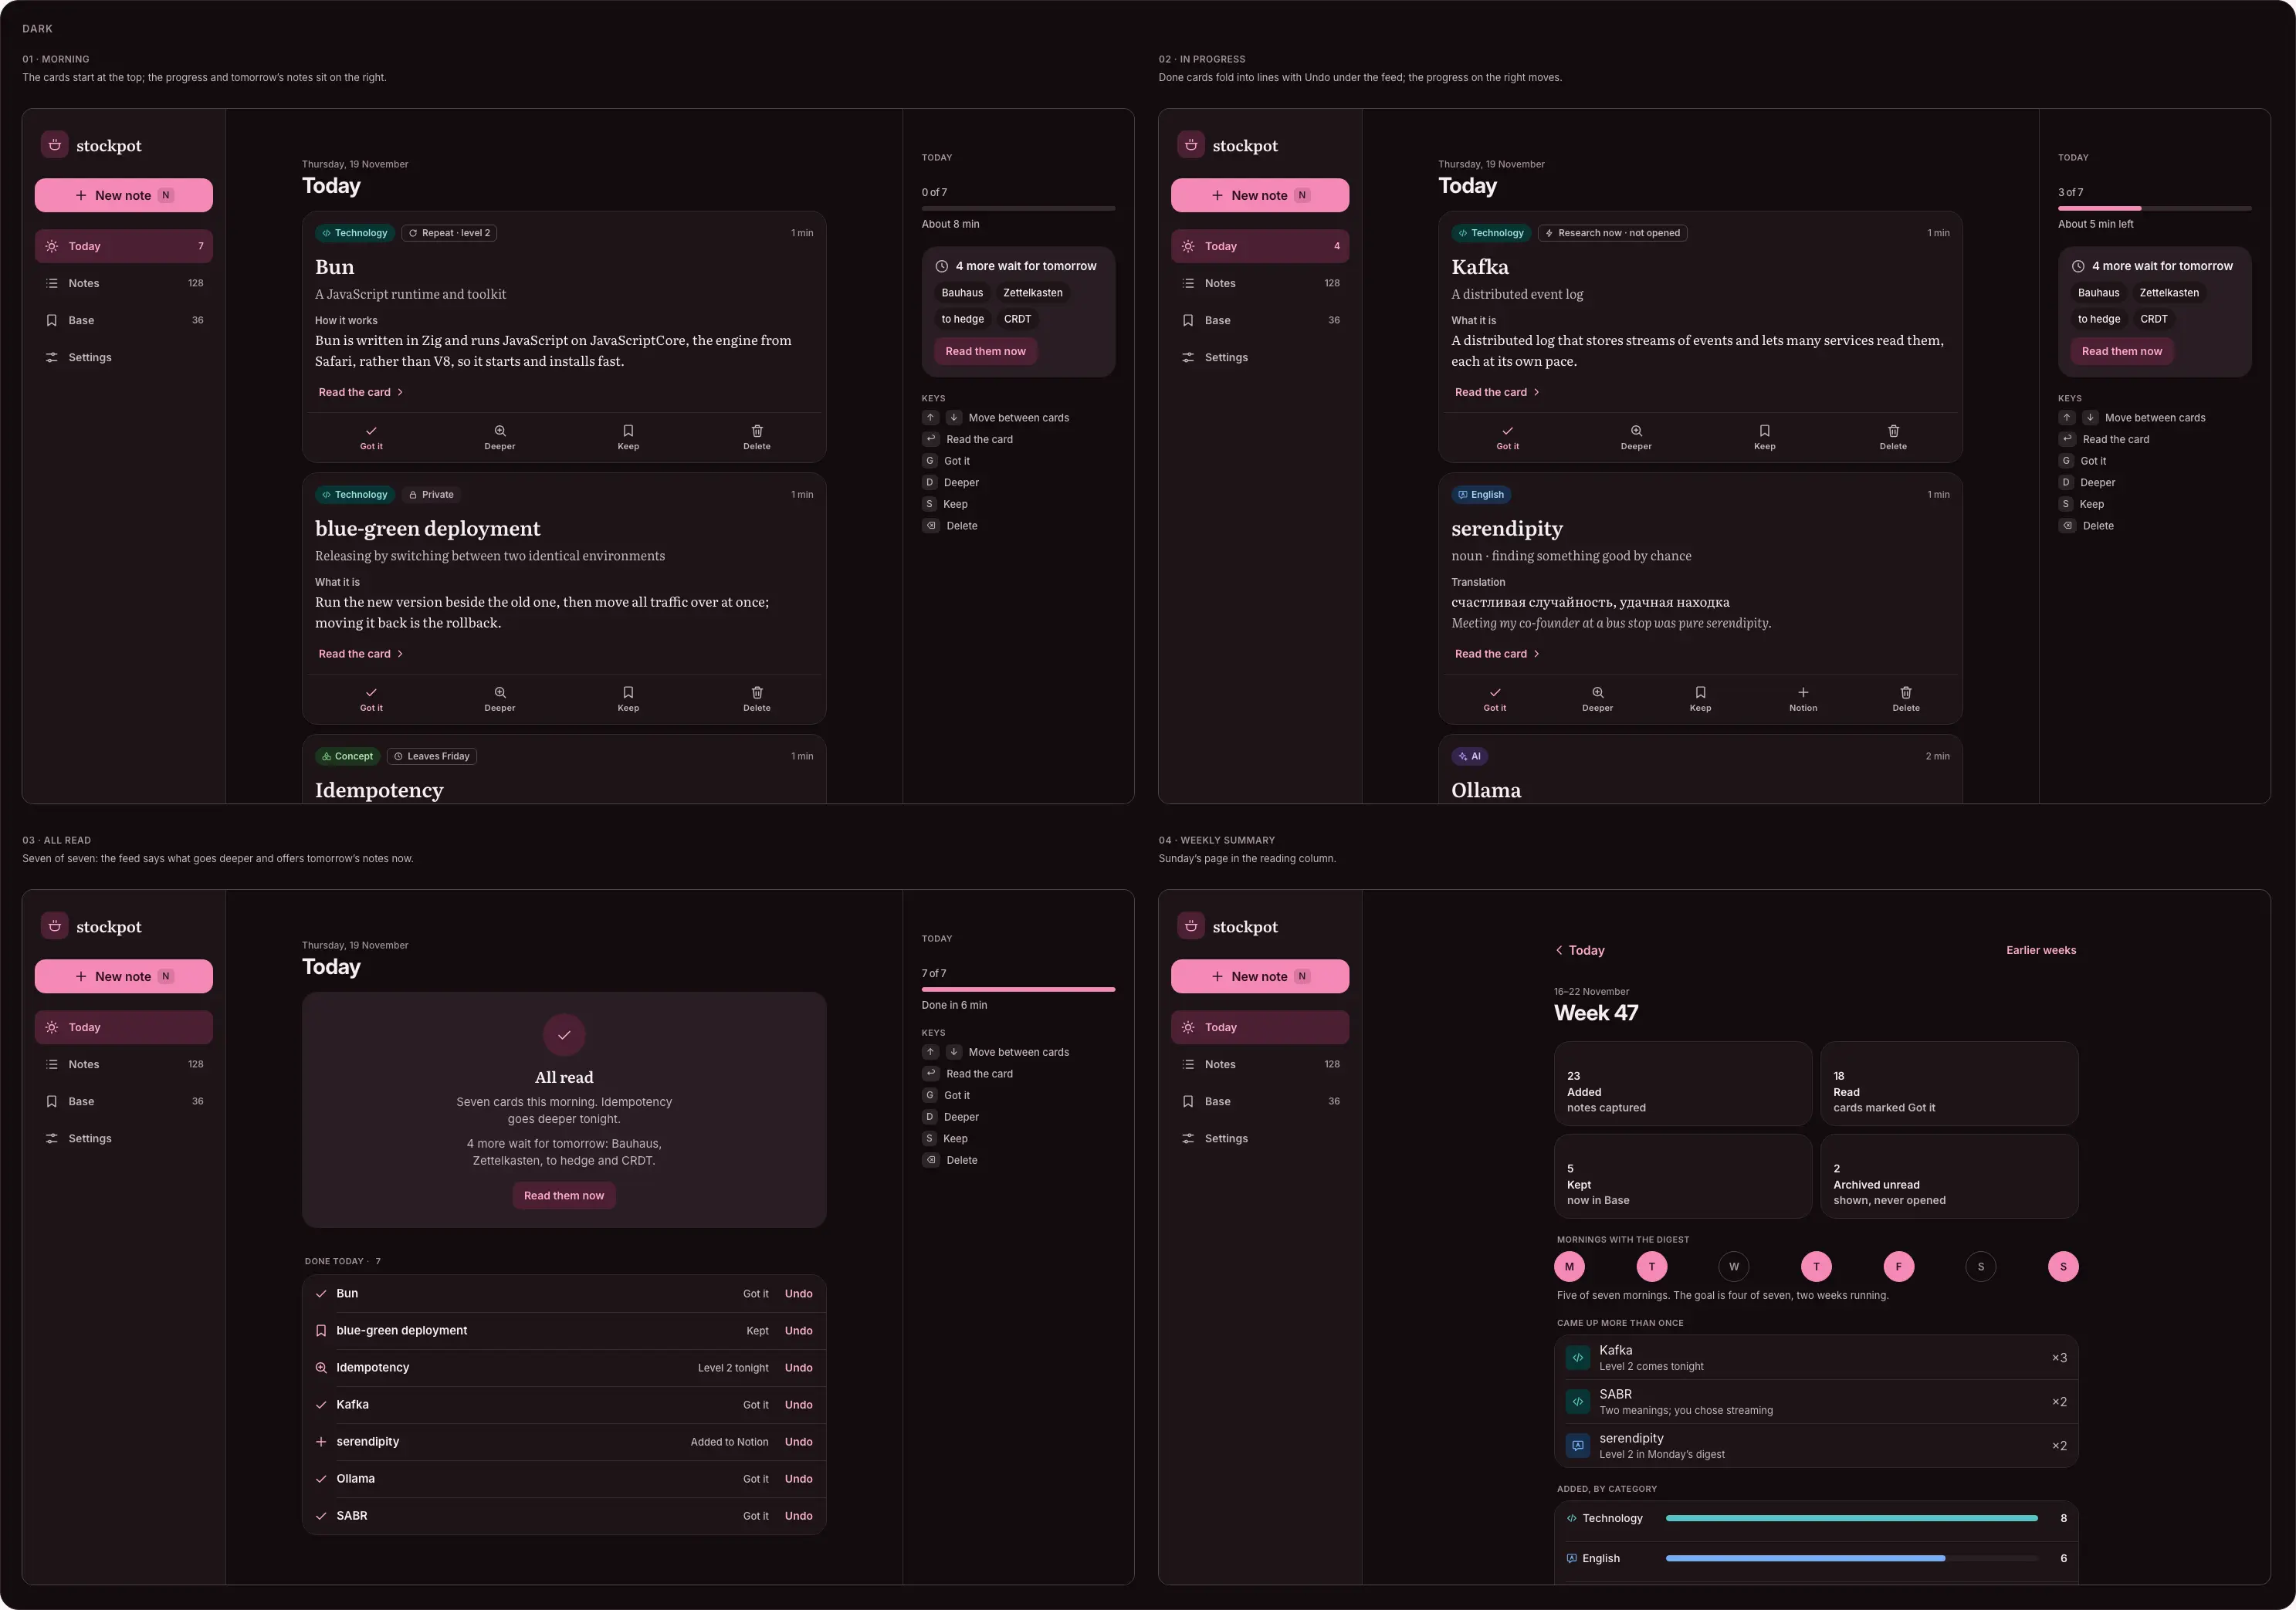 DARK
01 · MORNING
The cards start at the top; the progress and tomorrow's notes sit on the right.
stockpot
New note N
Today 7
Notes 128
Base 36
Settings
Thursday, 19 November
Today
Technology Repeat · level 2 1 min
Bun
A JavaScript runtime and toolkit
How it works
Bun is written in Zig and runs JavaScript on JavaScriptCore, the engine from
Safari, rather than V8, so it starts and installs fast.
Read the card
Got it Deeper Keep Delete
Technology Private 1 min
blue-green deployment
Releasing by switching between two identical environments
What it is
Run the new version beside the old one, then move all traffic over at once;
moving it back is the rollback.
Read the card
Got it Deeper Keep Delete
Concept Leaves Friday 1 min
Idempotency
TODAY
0 of 7
About 8 min
4 more wait for tomorrow
Bauhaus Zettelkasten
to hedge CRDT
Read them now
KEYS
↑ ↓ Move between cards
Read the card
G Got it
D Deeper
S Keep
Delete
02 · IN PROGRESS
Done cards fold into lines with Undo under the feed; the progress on the right moves.
stockpot
New note N
Today 4
Notes 128
Base 36
Settings
Thursday, 19 November
Today
Technology Research now · not opened 1 min
Kafka
A distributed event log
What it is
A distributed log that stores streams of events and lets many services read them,
each at its own pace.
Read the card
Got it Deeper Keep Delete
English 1 min
serendipity
noun · finding something good by chance
Translation
счастливая случайность, удачная находка
Meeting my co-founder at a bus stop was pure serendipity.
Read the card
Got it Deeper Keep Notion Delete
AI 2 min
Ollama
TODAY
3 of 7
About 5 min left
4 more wait for tomorrow
Bauhaus Zettelkasten
to hedge CRDT
Read them now
KEYS
↑ ↓ Move between cards
Read the card
G Got it
D Deeper
S Keep
Delete
03 · ALL READ
Seven of seven: the feed says what goes deeper and offers tomorrow's notes now.
stockpot
New note N
Today
Notes 128
Base 36
Settings
Thursday, 19 November
Today
All read
Seven cards this morning. Idempotency
goes deeper tonight.
4 more wait for tomorrow: Bauhaus,
Zettelkasten, to hedge and CRDT.
Read them now
DONE TODAY · 7
Bun Got it Undo
blue-green deployment Kept Undo
Idempotency Level 2 tonight Undo
Kafka Got it Undo
serendipity Added to Notion Undo
Ollama Got it Undo
SABR Got it Undo
TODAY
7 of 7
Done in 6 min
KEYS
↑ ↓ Move between cards
Read the card
G Got it
D Deeper
S Keep
Delete
04 · WEEKLY SUMMARY
Sunday's page in the reading column.
stockpot
New note N
Today
Notes 128
Base 36
Settings
Today Earlier weeks
16–22 November
Week 47
23
Added
notes captured
18
Read
cards marked Got it
5
Kept
now in Base
2
Archived unread
shown, never opened
MORNINGS WITH THE DIGEST
M T W T F S S
Five of seven mornings. The goal is four of seven, two weeks running.
CAME UP MORE THAN ONCE
Kafka ×3
Level 2 comes tonight
SABR ×2
Two meanings; you chose streaming
serendipity ×2
Level 2 in Monday's digest
ADDED, BY CATEGORY
Technology 8
English 6